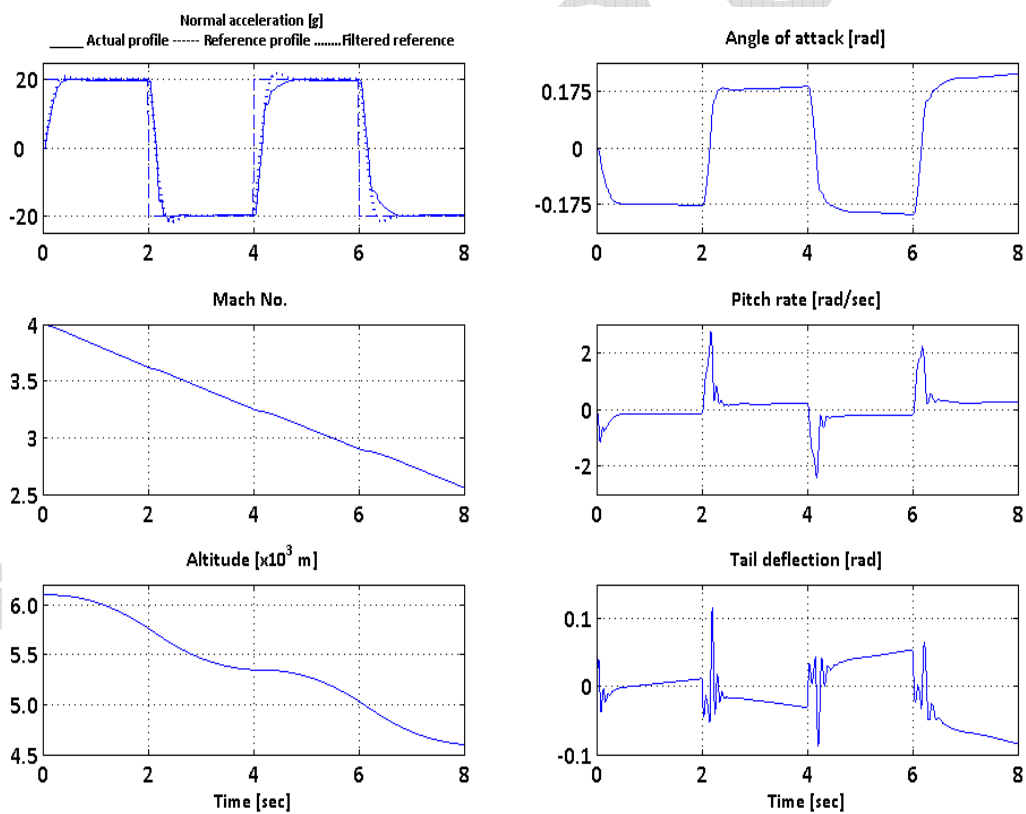 Normal acceleration [g]
_____ Actual profile ------ Reference profile ........Filtered reference
20
0
-20
0 2 4 6 8
Angle of attack [rad]
0.175
0
-0.175
0 2 4 6 8
Mach No.
4
3.5
3
2.5
0 2 4 6 8
Pitch rate [rad/sec]
2
0
-2
0 2 4 6 8
Altitude [x10³ m]
6.0
5.5
5.0
4.5
0 2 4 6 8
Time [sec]
Tail deflection [rad]
0.1
0
-0.1
0 2 4 6 8
Time [sec]